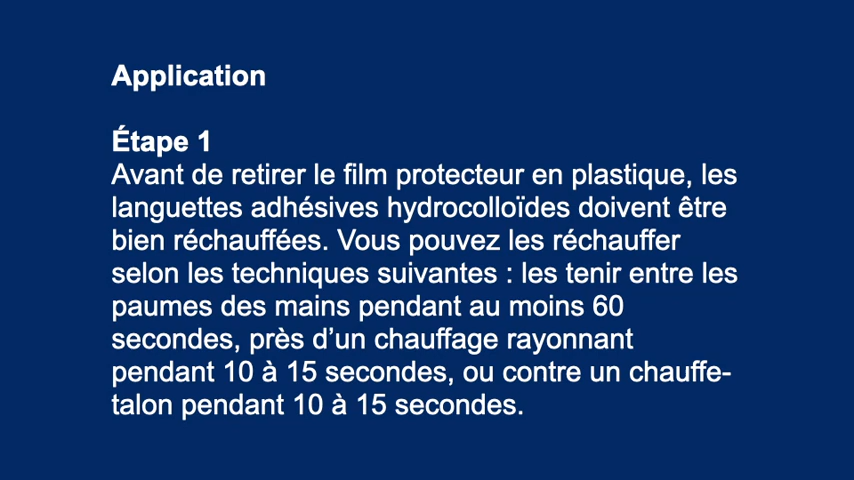 Application
Étape 1
Avant de retirer le film protecteur en plastique, les
languettes adhésives hydrocolloïdes doivent être
bien réchauffées. Vous pouvez les réchauffer
selon les techniques suivantes : les tenir entre les
paumes des mains pendant au moins 60
secondes, près d’un chauffage rayonnant
pendant 10 à 15 secondes, ou contre un chauffe-
talon pendant 10 à 15 secondes.